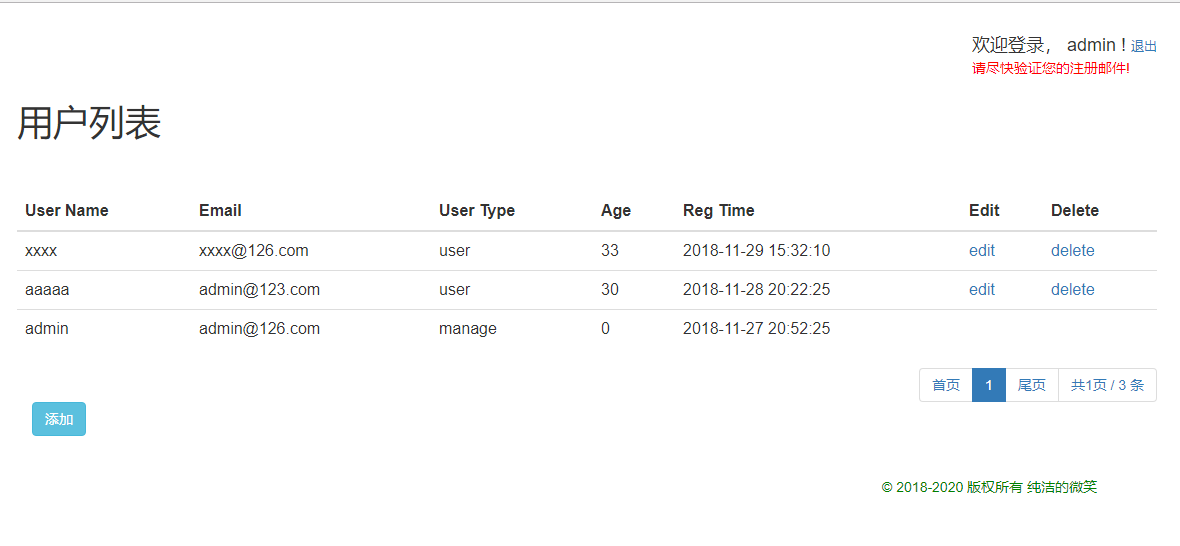 欢迎登录， admin ! 退出
请尽快验证您的注册邮件!
用户列表
User Name Email User Type Age Reg Time Edit Delete
xxxx xxxx@126.com user 33 2018-11-29 15:32:10 edit delete
aaaaa admin@123.com user 30 2018-11-28 20:22:25 edit delete
admin admin@126.com manage 0 2018-11-27 20:52:25
首页 1 尾页 共1页 / 3 条
添加
© 2018-2020 版权所有 纯洁的微笑